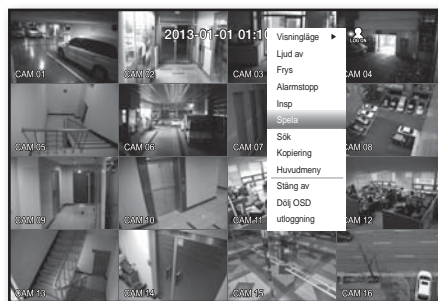 2013-01-01 01:10
LOG ON
CAM 01
CAM 02
CAM 03
CAM 04
Visningläge
Ljud av
Frys
Alarmstopp
Insp
Spela
Sök
Kopiering
Huvudmeny
Stäng av
Dölj OSD
utloggning
CAM 05
CAM 06
CAM 07
CAM 08
CAM 09
CAM 10
CAM 11
CAM 12
CAM 13
CAM 14
CAM 15
CAM 16